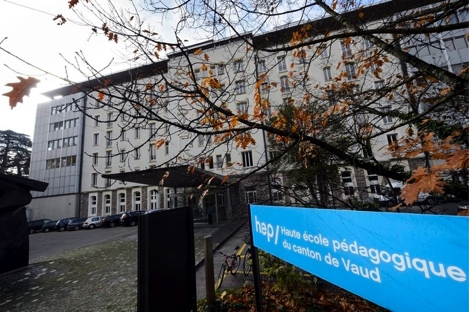 hep/ Haute école pédagogique
du canton de Vaud